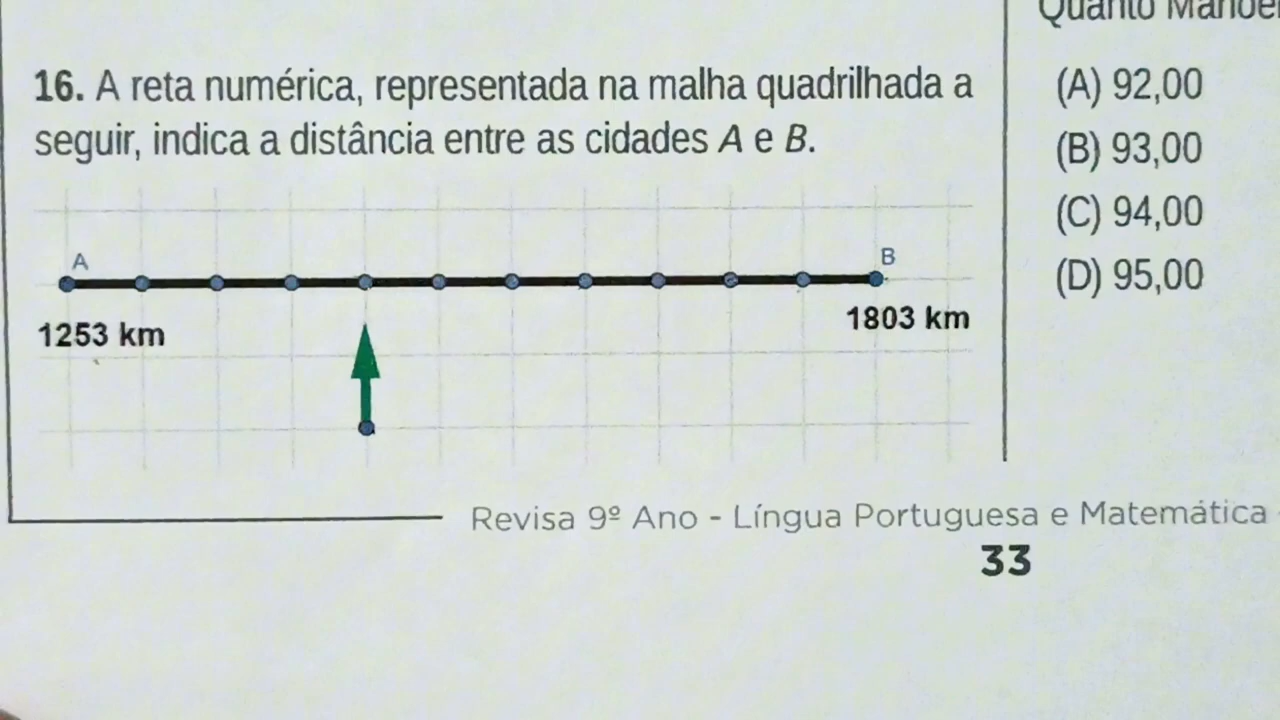 16. A reta numérica, representada na malha quadrilhada a
seguir, indica a distância entre as cidades A e B.
A
B
1253 km
1803 km
Quanto
(A) 92,00
(B) 93,00
(C) 94,00
(D) 95,00
Revisa 9º Ano - Língua Portuguesa e Matemática
33